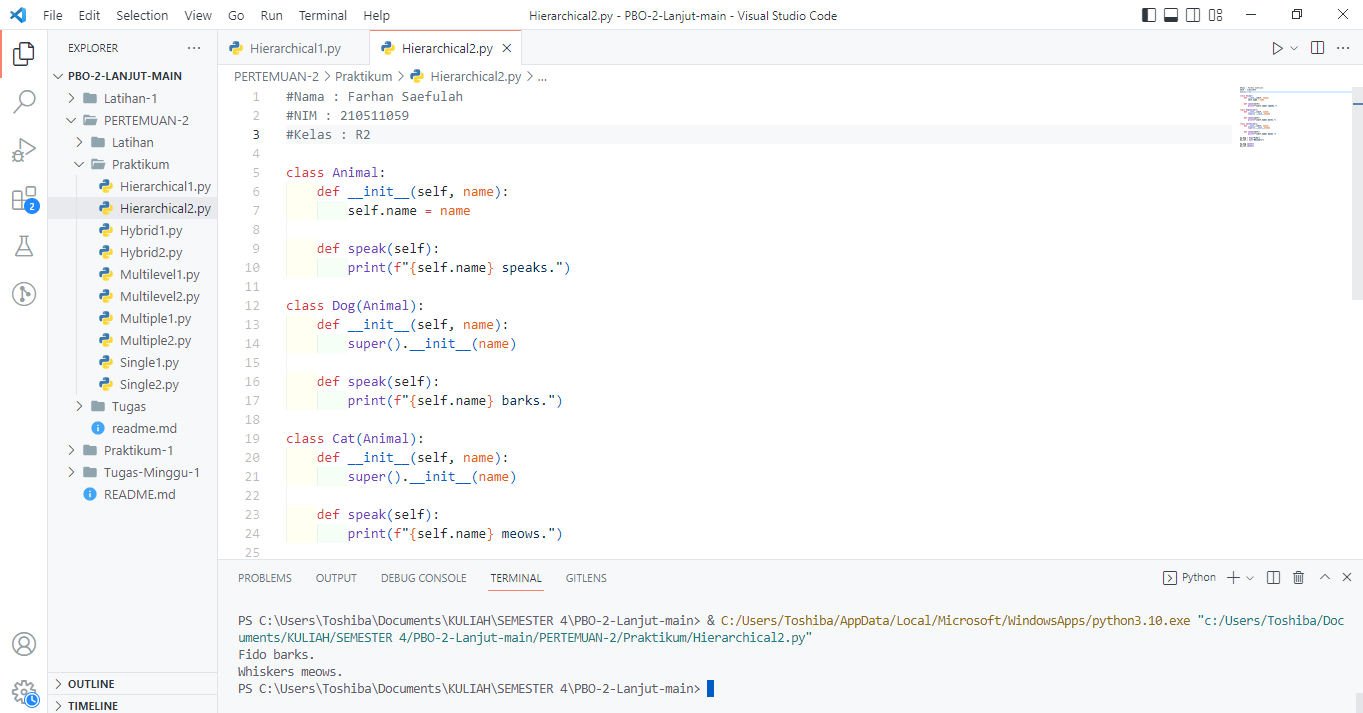 File Edit Selection View Go Run Terminal Help Hierarchical2.py - PBO-2-Lanjut-main - Visual Studio Code
EXPLORER
PBO-2-LANJUT-MAIN
Latihan-1
PERTEMUAN-2
Latihan
Praktikum
Hierarchical1.py
Hierarchical2.py
Hybrid1.py
Hybrid2.py
Multilevel1.py
Multilevel2.py
Multiple1.py
Multiple2.py
Single1.py
Single2.py
Tugas
readme.md
Praktikum-1
Tugas-Minggu-1
README.md
OUTLINE
TIMELINE
2
Hierarchical1.py Hierarchical2.py
PERTEMUAN-2 > Praktikum > Hierarchical2.py > ...
1 #Nama : Farhan Saefulah
2 #NIM : 210511059
3 #Kelas : R2
4
5 class Animal:
6     def __init__(self, name):
7         self.name = name
8
9     def speak(self):
10         print(f"{self.name} speaks.")
11
12 class Dog(Animal):
13     def __init__(self, name):
14         super().__init__(name)
15
16     def speak(self):
17         print(f"{self.name} barks.")
18
19 class Cat(Animal):
20     def __init__(self, name):
21         super().__init__(name)
22
23     def speak(self):
24         print(f"{self.name} meows.")
25
PROBLEMS OUTPUT DEBUG CONSOLE TERMINAL GITLENS Python
PS C:\Users\Toshiba\Documents\KULIAH\SEMESTER 4\PBO-2-Lanjut-main> & C:/Users/Toshiba/AppData/Local/Microsoft/WindowsApps/python3.10.exe "c:/Users/Toshiba/Doc
uments/KULIAH/SEMESTER 4/PBO-2-Lanjut-main/PERTEMUAN-2/Praktikum/Hierarchical2.py"
Fido barks.
Whiskers meows.
PS C:\Users\Toshiba\Documents\KULIAH\SEMESTER 4\PBO-2-Lanjut-main>